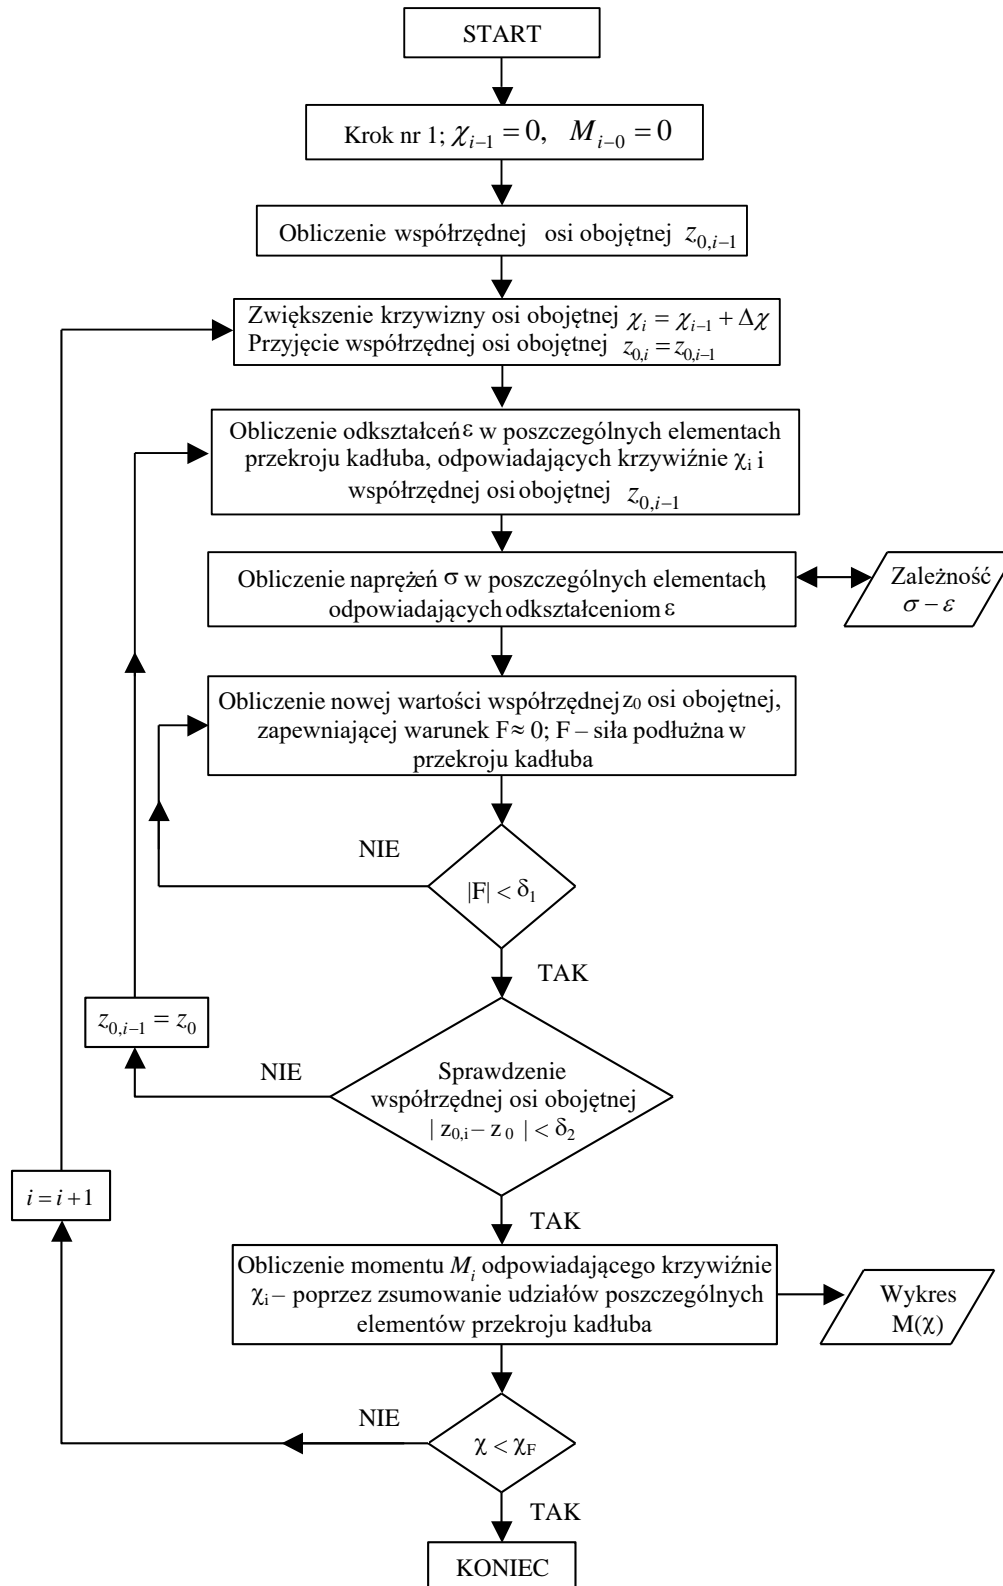 START
Krok nr 1; χ_{i−1} = 0, M_{i−0} = 0
Obliczenie współrzędnej osi obojętnej z_{0,i−1}
Zwiększenie krzywizny osi obojętnej χ_i = χ_{i−1} + Δχ
Przyjęcie współrzędnej osi obojętnej z_{0,i} = z_{0,i−1}
Obliczenie odkształceń ε w poszczególnych elementach
przekroju kadłuba, odpowiadających krzywiźnie χ_i i
współrzędnej osi obojętnej z_{0,i−1}
Obliczenie naprężeń σ w poszczególnych elementach,
odpowiadających odkształceniom ε
Zależność
σ − ε
Obliczenie nowej wartości współrzędnej z_0 osi obojętnej,
zapewniającej warunek F ≈ 0; F – siła podłużna w
przekroju kadłuba
NIE
|F| < δ_1
TAK
z_{0,i−1} = z_0
NIE
Sprawdzenie
współrzędnej osi obojętnej
| z_{0,i} – z_0 | < δ_2
i = i + 1
TAK
Obliczenie momentu M_i odpowiadającego krzywiźnie
χ_i – poprzez zsumowanie udziałów poszczególnych
elementów przekroju kadłuba
Wykres
M(χ)
NIE
χ < χ_F
TAK
KONIEC